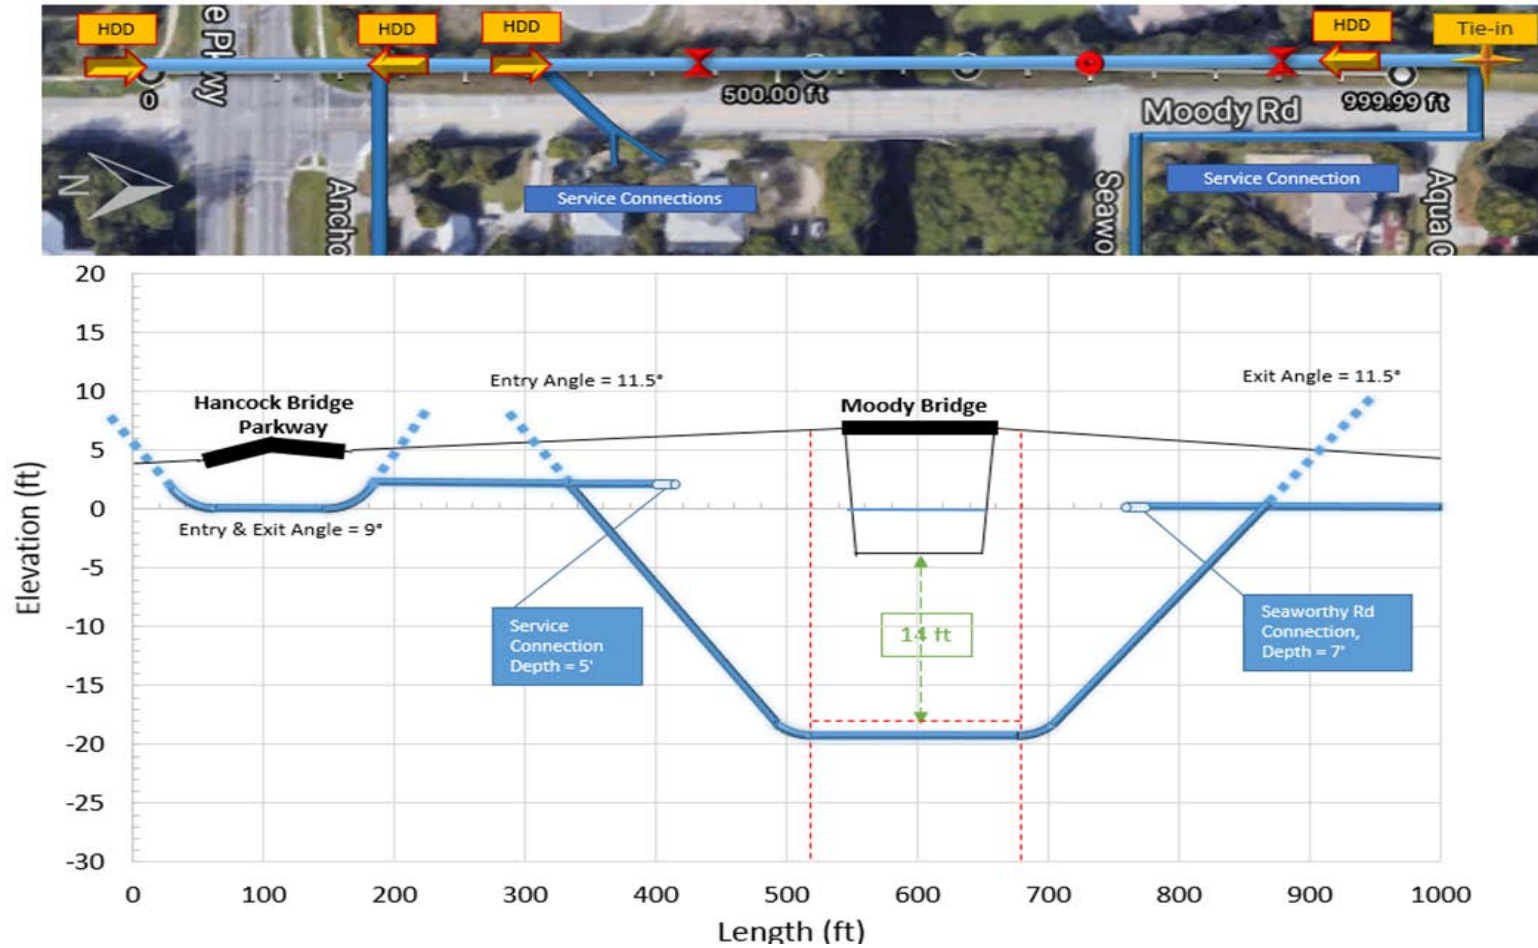 HDD
HDD
HDD
HDD
Tie-in
e Pkwy
0
500.00 ft
Moody Rd
999.99 ft
N
Ancho
Service Connections
Seawo
Service Connection
Aqua C
20
15
10
5
0
-5
-10
-15
-20
-25
-30
Elevation (ft)
Entry Angle = 11.5°
Exit Angle = 11.5°
Hancock Bridge
Parkway
Moody Bridge
Entry & Exit Angle = 9°
Service
Connection
Depth = 5'
14 ft
Seaworthy Rd
Connection,
Depth = 7'
0
100
200
300
400
500
600
700
800
900
1000
Length (ft)